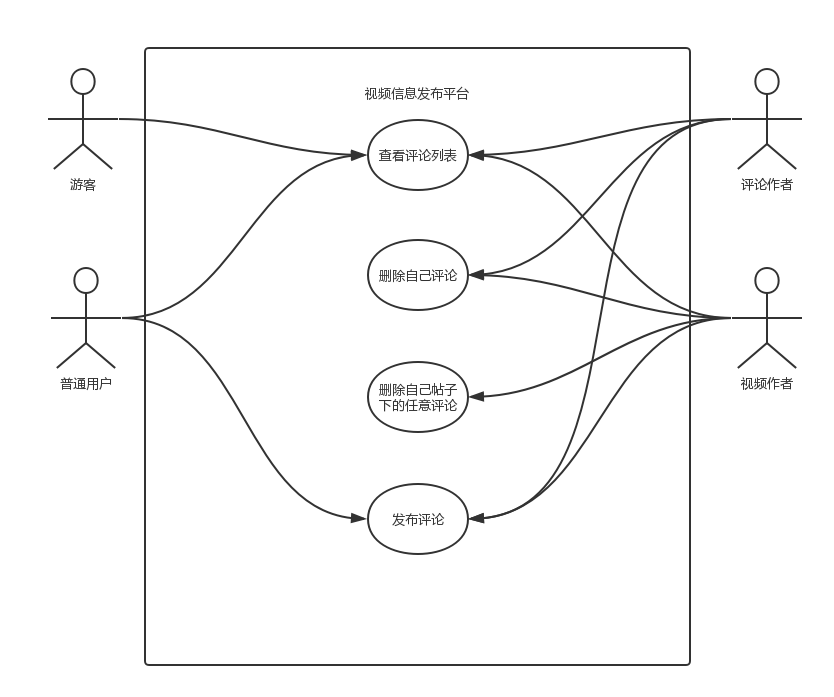 视频信息发布平台
查看评论列表
游客
评论作者
删除自己评论
普通用户
视频作者
删除自己帖子
下的任意评论
发布评论